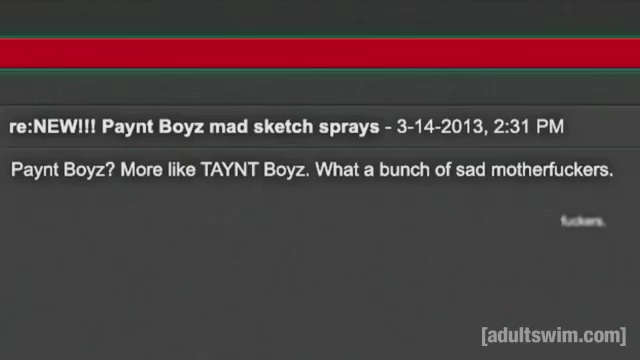 re:NEW!!! Paynt Boyz mad sketch sprays - 3-14-2013, 2:31 PM
Paynt Boyz? More like TAYNT Boyz. What a bunch of sad motherfuckers.
fuckers.
[adultswim.com]